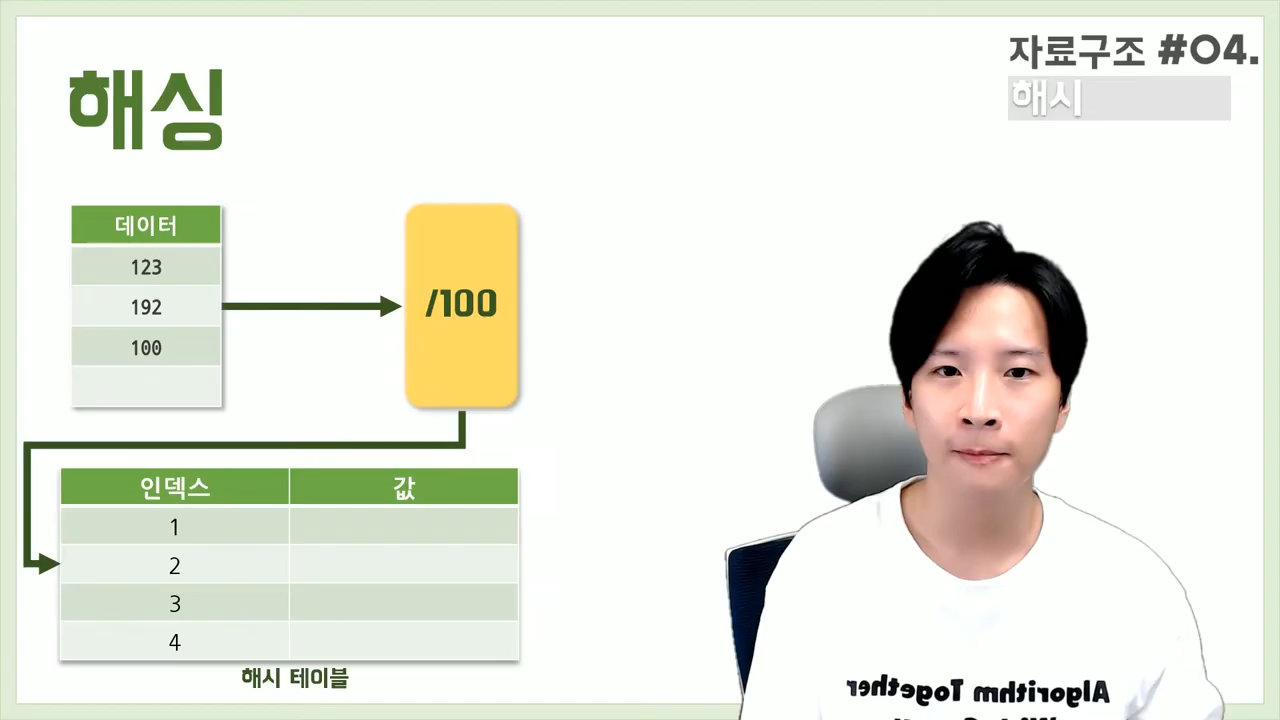 자료구조 #04.
해시
해싱
데이터
123
192
100
/100
인덱스 값
1
2
3
4
해시 테이블
Algorithm Together